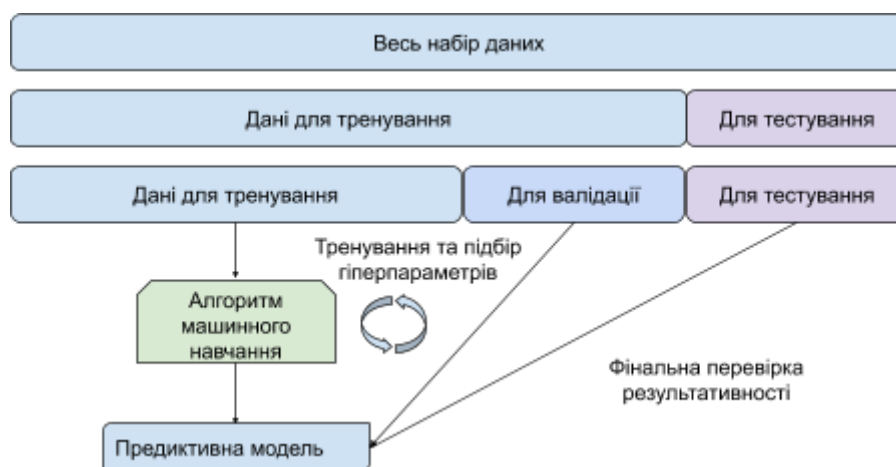 Весь набір даних
Дані для тренування
Для тестування
Дані для тренування
Для валідації
Для тестування
Тренування та підбір
гіперпараметрів
Алгоритм
машинного
навчання
Фінальна перевірка
результативності
Предиктивна модель